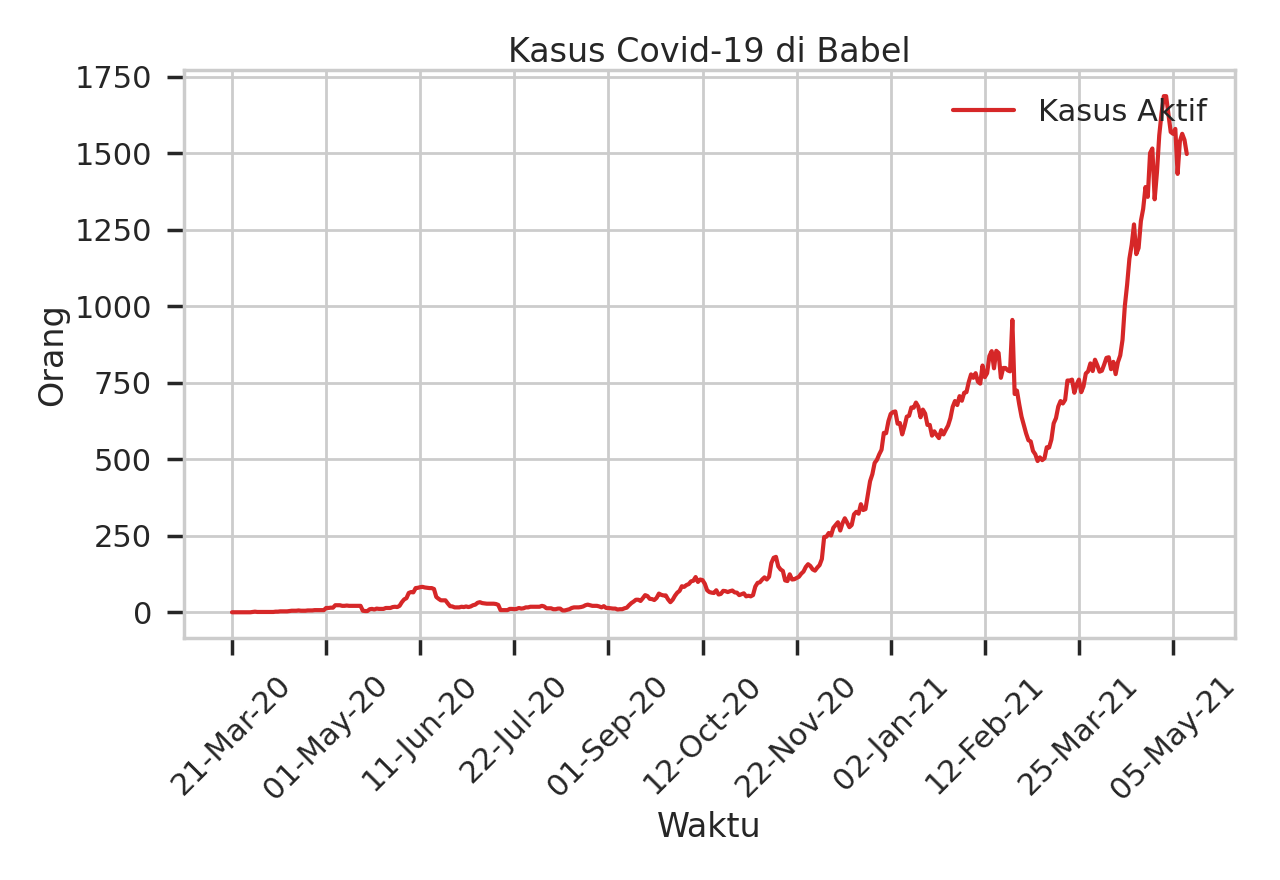 Kasus Covid-19 di Babel
Kasus Aktif
1750
1500
1250
1000
750
500
250
0
Orang
21-Mar-20
01-May-20
11-Jun-20
22-Jul-20
01-Sep-20
12-Oct-20
22-Nov-20
02-Jan-21
12-Feb-21
25-Mar-21
05-May-21
Waktu